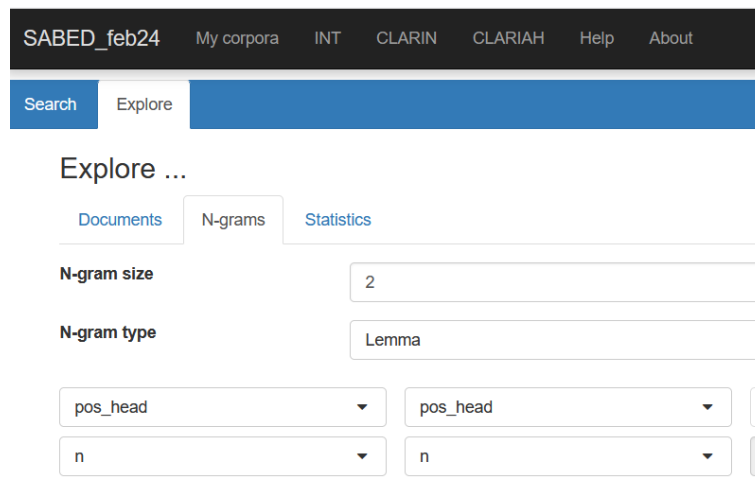 SABED_feb24 My corpora INT CLARIN CLARIAH Help About
Search Explore
Explore ...
Documents N-grams Statistics
N-gram size 2
N-gram type Lemma
pos_head pos_head
n n